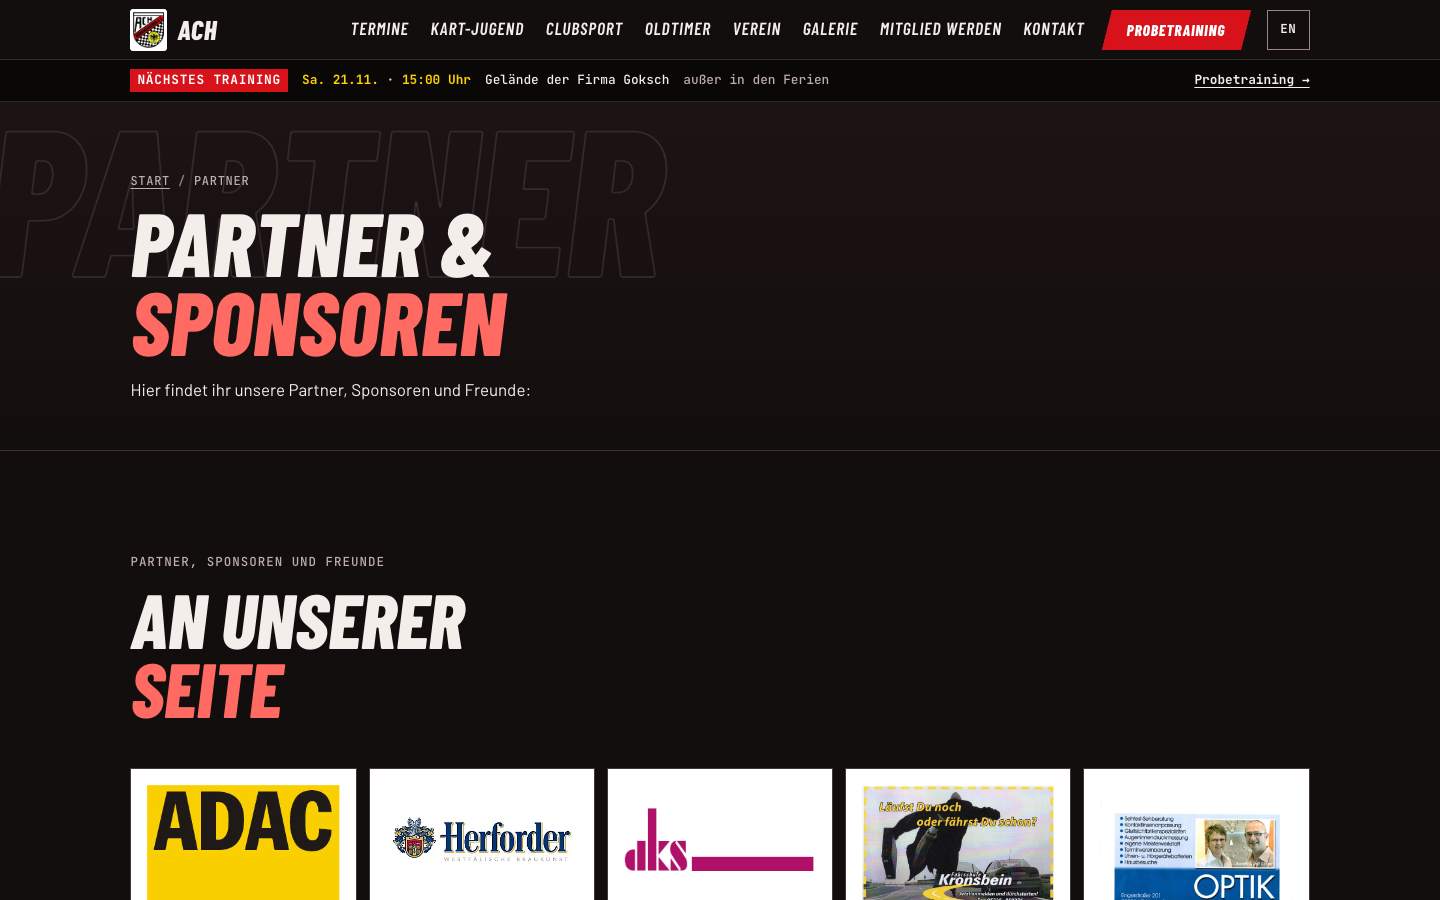 ACH
TERMINE
KART-JUGEND
CLUBSPORT
OLDTIMER
VEREIN
GALERIE
MITGLIED WERDEN
KONTAKT
PROBETRAINING
EN
NÄCHSTES TRAINING Sa. 21.11. · 15:00 Uhr Gelände der Firma Goksch außer in den Ferien
Probetraining →
PARTNER
START / PARTNER
PARTNER &
SPONSOREN
Hier findet ihr unsere Partner, Sponsoren und Freunde:
PARTNER, SPONSOREN UND FREUNDE
AN UNSERER
SEITE
ADAC
Herforder
WESTFÄLISCHE BRAUKUNST
dks
Läufst Du noch
oder fährst Du schon?
Fahrschule
Kronsbein
OPTIK